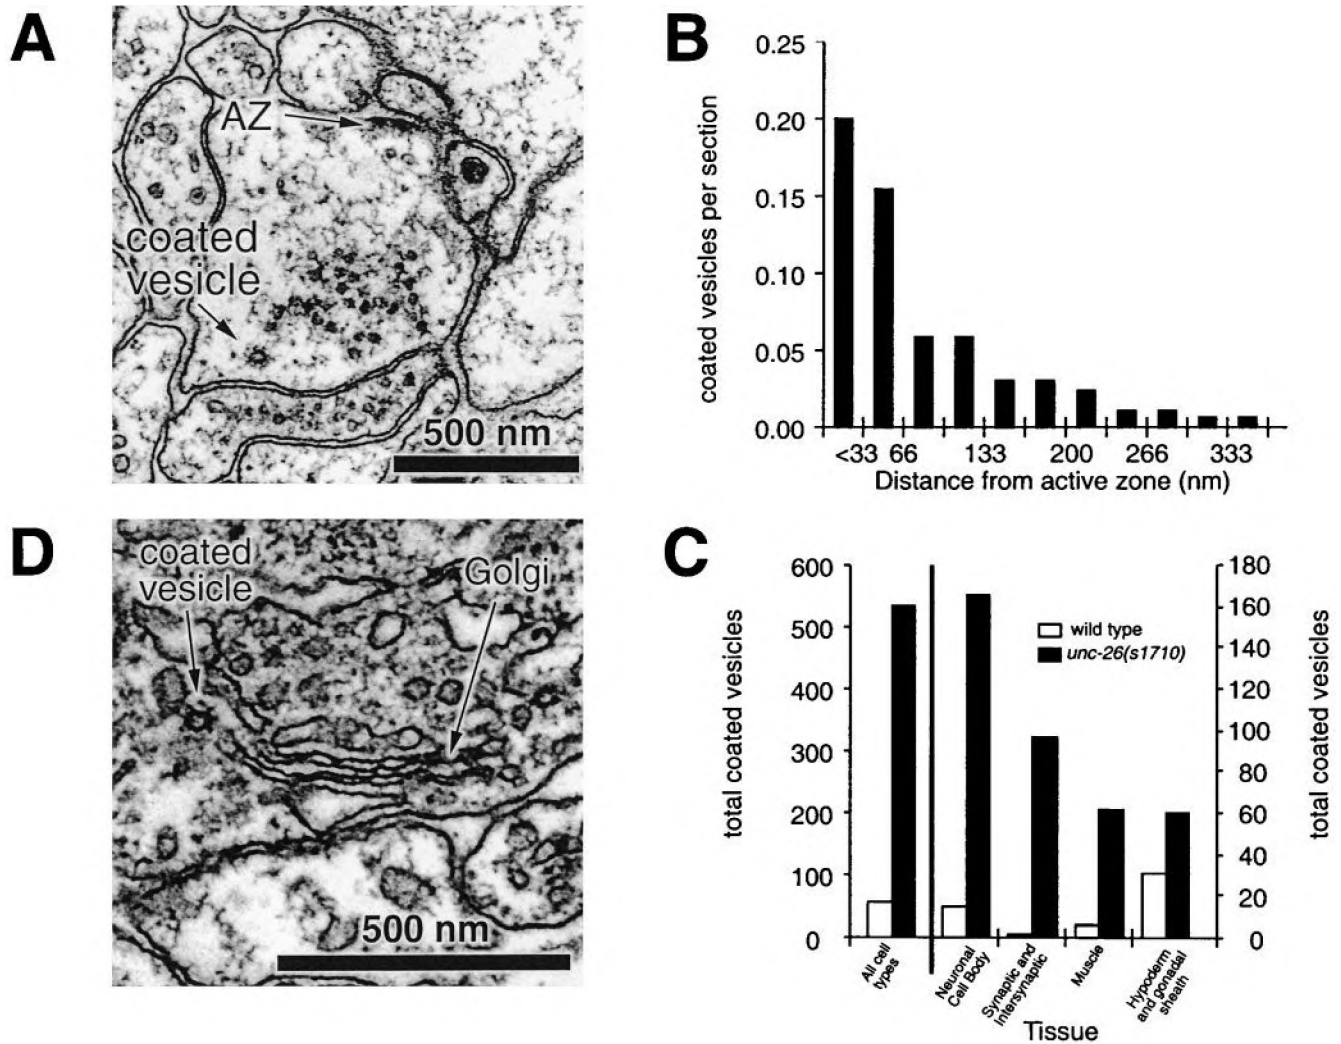 A
AZ
coated
vesicle
500 nm
B
0.25
0.20
0.15
0.10
0.05
0.00
coated vesicles per section
<33 66 133 200 266 333
Distance from active zone (nm)
D
coated
vesicle
Golgi
500 nm
C
600
500
400
300
200
100
0
total coated vesicles
wild type
unc-26(s1710)
180
160
140
120
100
80
60
40
20
0
total coated vesicles
All cell
types
Neuronal
Cell Body
Synaptic and
Intersynaptic
Muscle
Hypoderm
and gonadal
sheath
Tissue